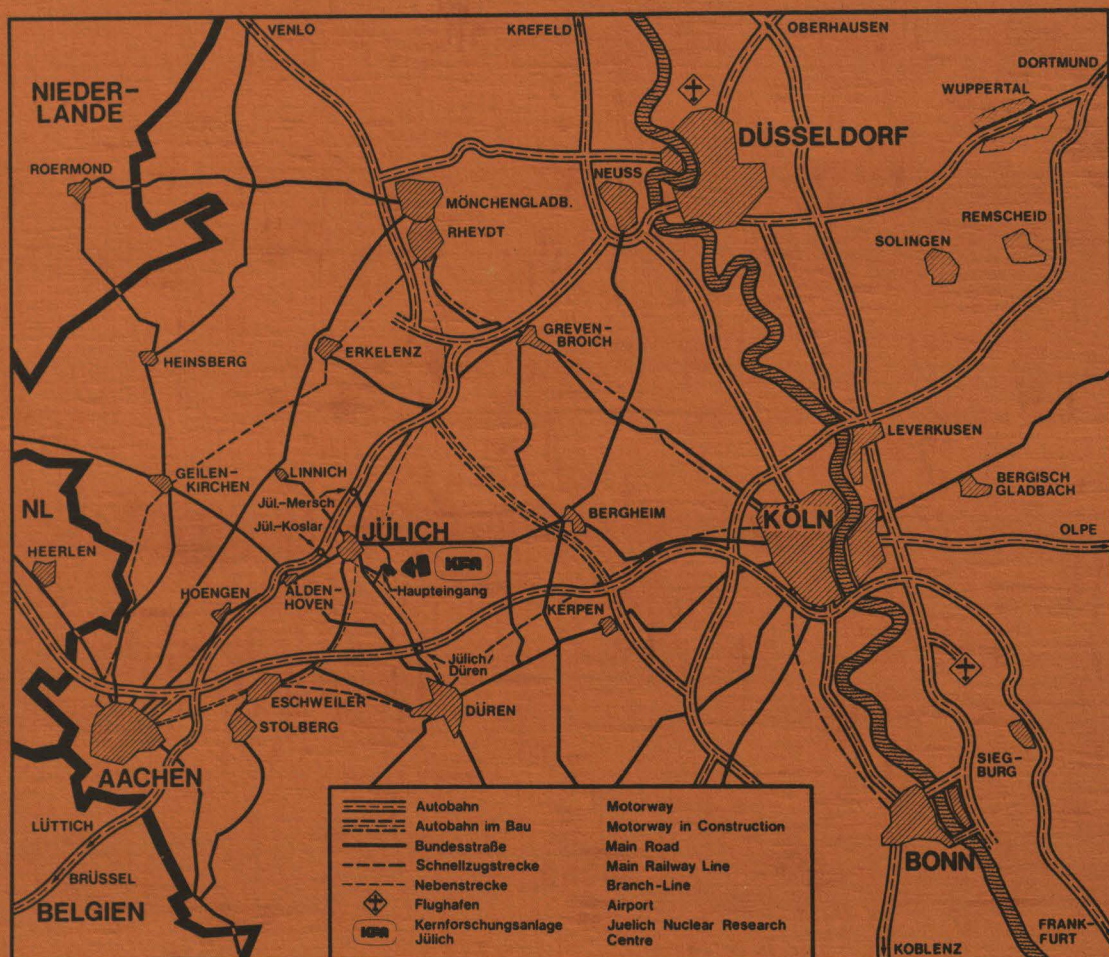 VENLO
KREFELD
OBERHAUSEN
DORTMUND
WUPPERTAL
NIEDER-
LANDE
DÜSSELDORF
ROERMOND
NEUSS
MÖNCHENGLADB.
RHEYDT
REMSCHEID
SOLINGEN
GREVEN-
BROICH
ERKELENZ
HEINSBERG
LEVERKUSEN
GEILEN-
KIRCHEN
LINNICH
Jül.-Mersch
BERGISCH
GLADBACH
NL
BERGHEIM
KÖLN
Jül.-Koslar
JÜLICH
OLPE
HEERLEN
KFA
HOENGEN
ALDEN-
HOVEN
Haupteingang
KERPEN
Jülich/
Düren
ESCHWEILER
DÜREN
STOLBERG
AACHEN
SIEG-
BURG
LÜTTICH
BRÜSSEL
BELGIEN
BONN
KOBLENZ
FRANK-
FURT
Autobahn Motorway
Autobahn im Bau Motorway in Construction
Bundesstraße Main Road
Schnellzugstrecke Main Railway Line
Nebenstrecke Branch-Line
Flughafen Airport
KFA Kernforschungsanlage Juelich Nuclear Research
Jülich Centre